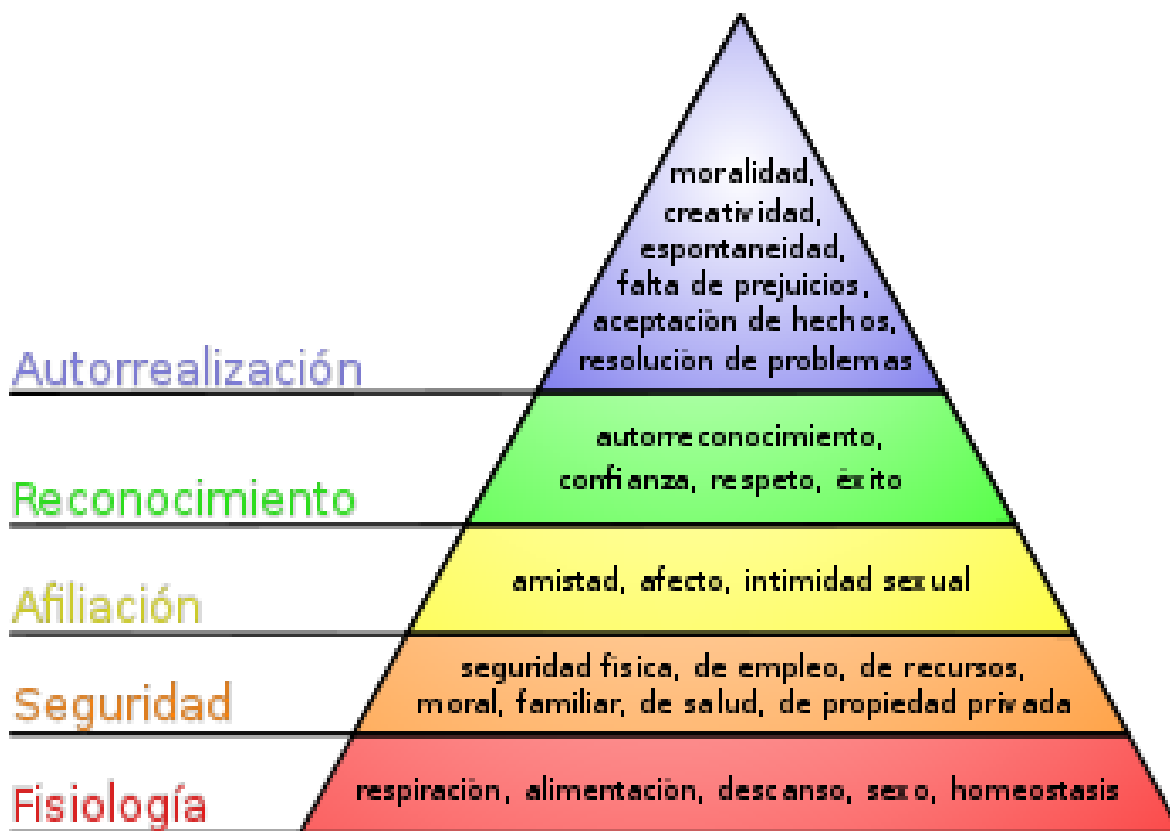 moralidad,
creatividad,
espontaneidad,
falta de prejuicios,
aceptación de hechos,
resolución de problemas
Autorrealización
autorreconocimiento,
confianza, respeto, éxito
Reconocimiento
amistad, afecto, intimidad sexual
Afiliación
seguridad física, de empleo, de recursos,
moral, familiar, de salud, de propiedad privada
Seguridad
respiración, alimentación, descanso, sexo, homeostasis
Fisiología